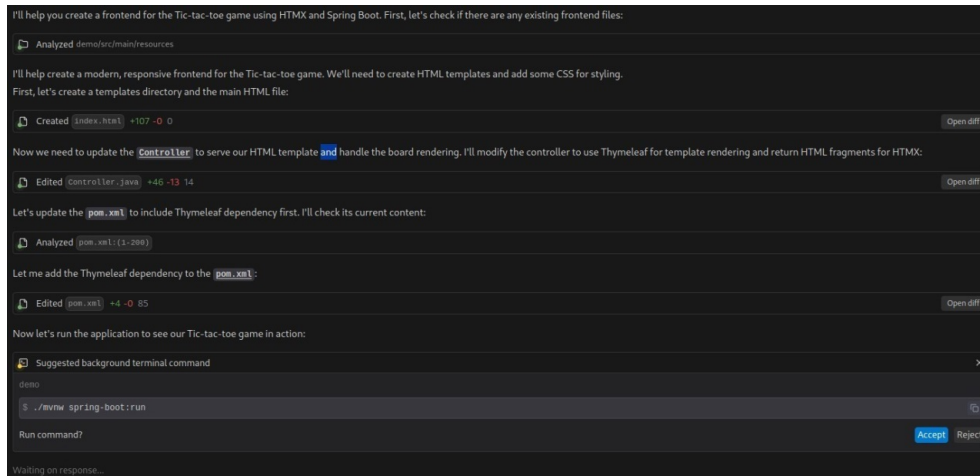 I'll help you create a frontend for the Tic-tac-toe game using HTMX and Spring Boot. First, let's check if there are any existing frontend files:
Analyzed demo/src/main/resources
I'll help create a modern, responsive frontend for the Tic-tac-toe game. We'll need to create HTML templates and add some CSS for styling.
First, let's create a templates directory and the main HTML file:
Created index.html +107 -0 0 Open diff
Now we need to update the Controller to serve our HTML template and handle the board rendering. I'll modify the controller to use Thymeleaf for template rendering and return HTML fragments for HTMX:
Edited Controller.java +46 -13 14 Open diff
Let's update the pom.xml to include Thymeleaf dependency first. I'll check its current content:
Analyzed pom.xml:(1-200)
Let me add the Thymeleaf dependency to the pom.xml:
Edited pom.xml +4 -0 85 Open diff
Now let's run the application to see our Tic-tac-toe game in action:
Suggested background terminal command
demo
$ ./mvnw spring-boot:run
Run command? Accept Reject
Waiting on response...